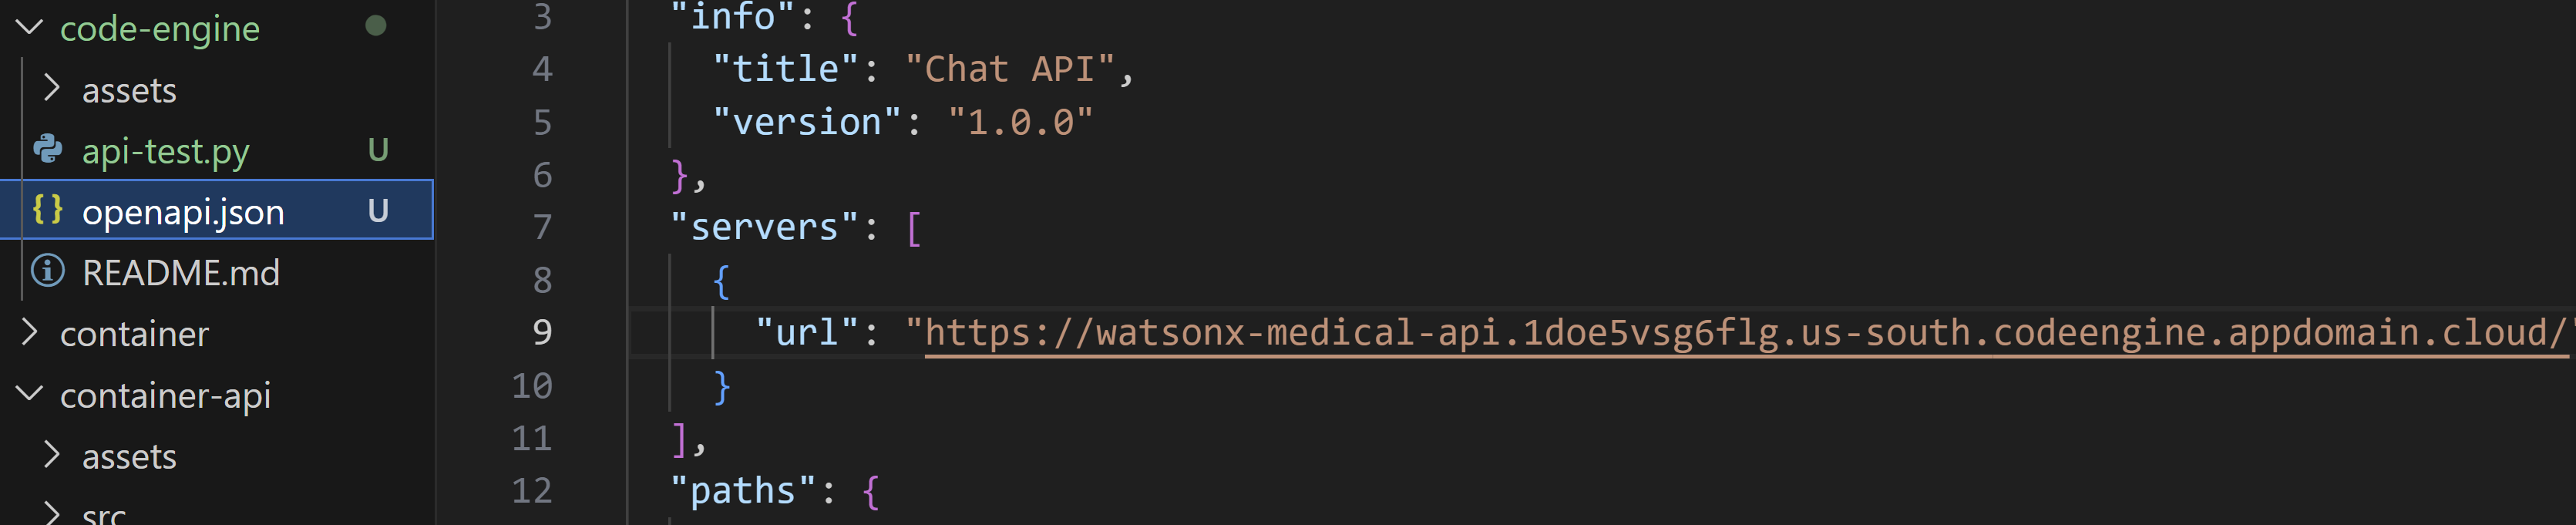 code-engine
assets
api-test.py U
openapi.json U
README.md
container
container-api
assets
src
3 "info": {
4 "title": "Chat API",
5 "version": "1.0.0"
6 },
7 "servers": [
8 {
9 "url": "https://watsonx-medical-api.1doe5vsg6flg.us-south.codeengine.appdomain.cloud/"
10 }
11 ],
12 "paths": {